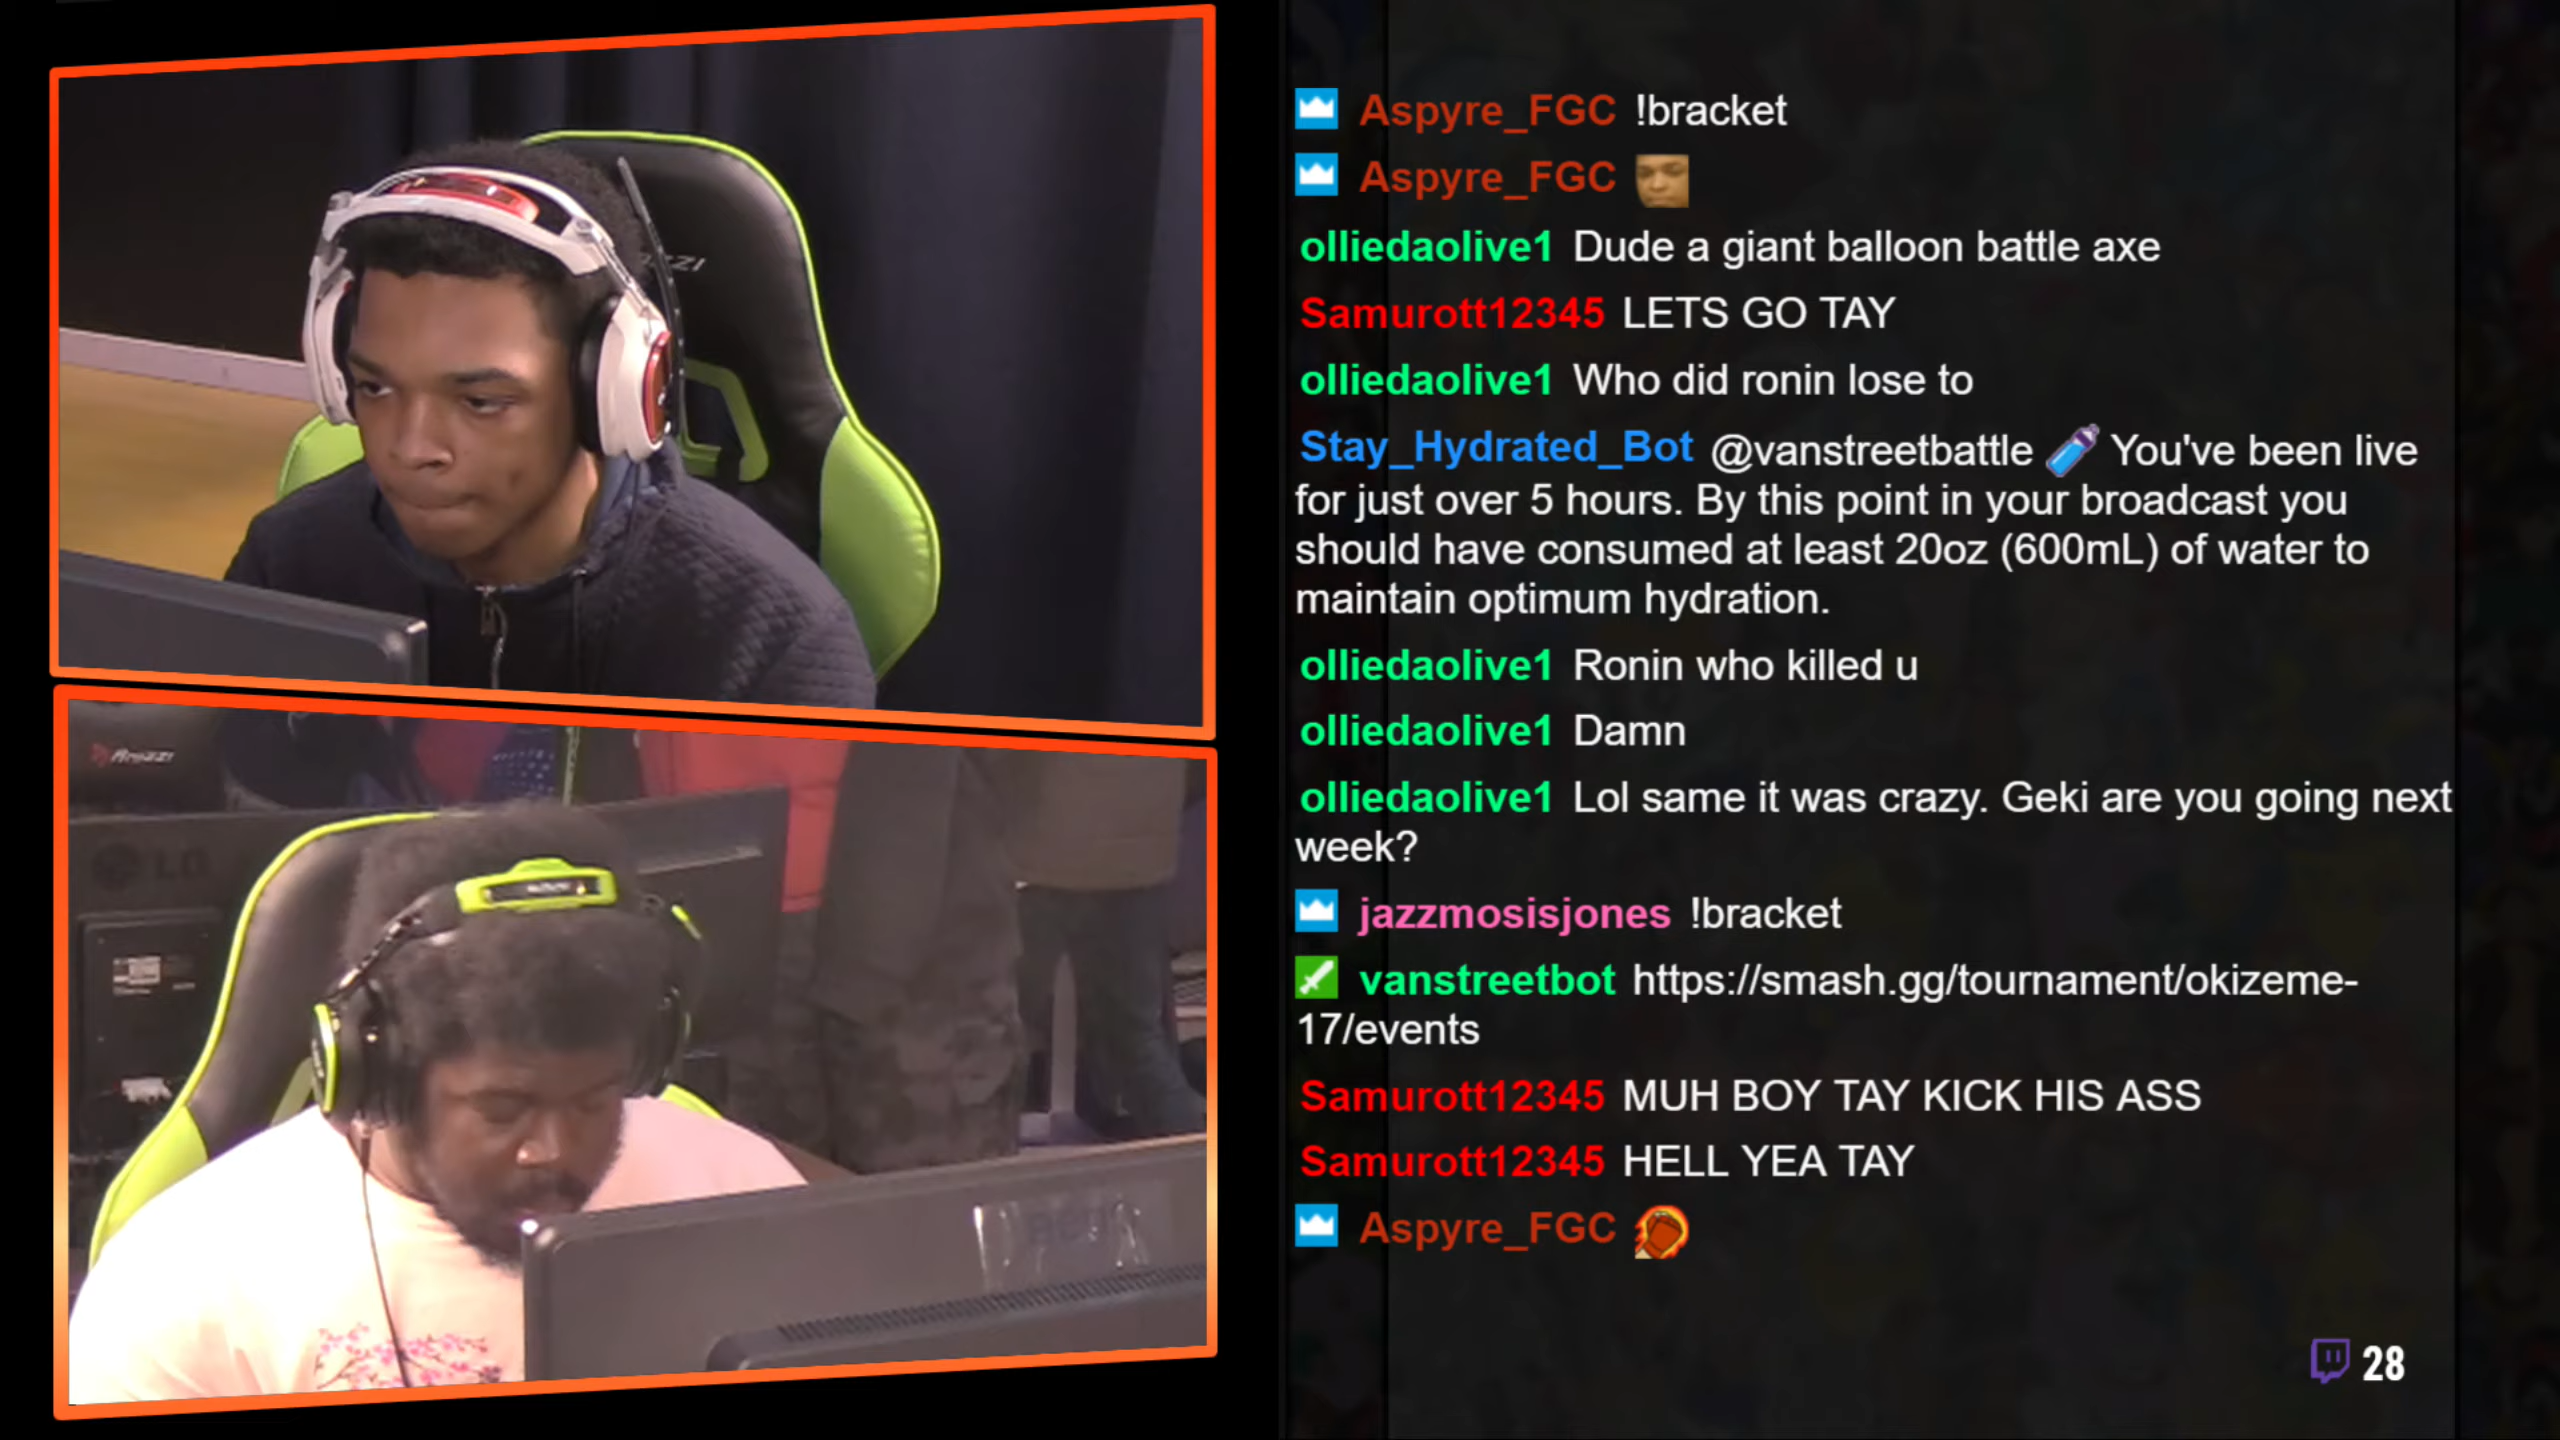 Aspyre_FGC !bracket
Aspyre_FGC
olliedaolive1 Dude a giant balloon battle axe
Samurott12345 LETS GO TAY
olliedaolive1 Who did ronin lose to
Stay_Hydrated_Bot @vanstreetbattle You've been live
for just over 5 hours. By this point in your broadcast you
should have consumed at least 20oz (600mL) of water to
maintain optimum hydration.
olliedaolive1 Ronin who killed u
olliedaolive1 Damn
olliedaolive1 Lol same it was crazy. Geki are you going next
week?
jazzmosisjones !bracket
vanstreetbot https://smash.gg/tournament/okizeme-
17/events
Samurott12345 MUH BOY TAY KICK HIS ASS
Samurott12345 HELL YEA TAY
Aspyre_FGC
28
Arozzi
LG